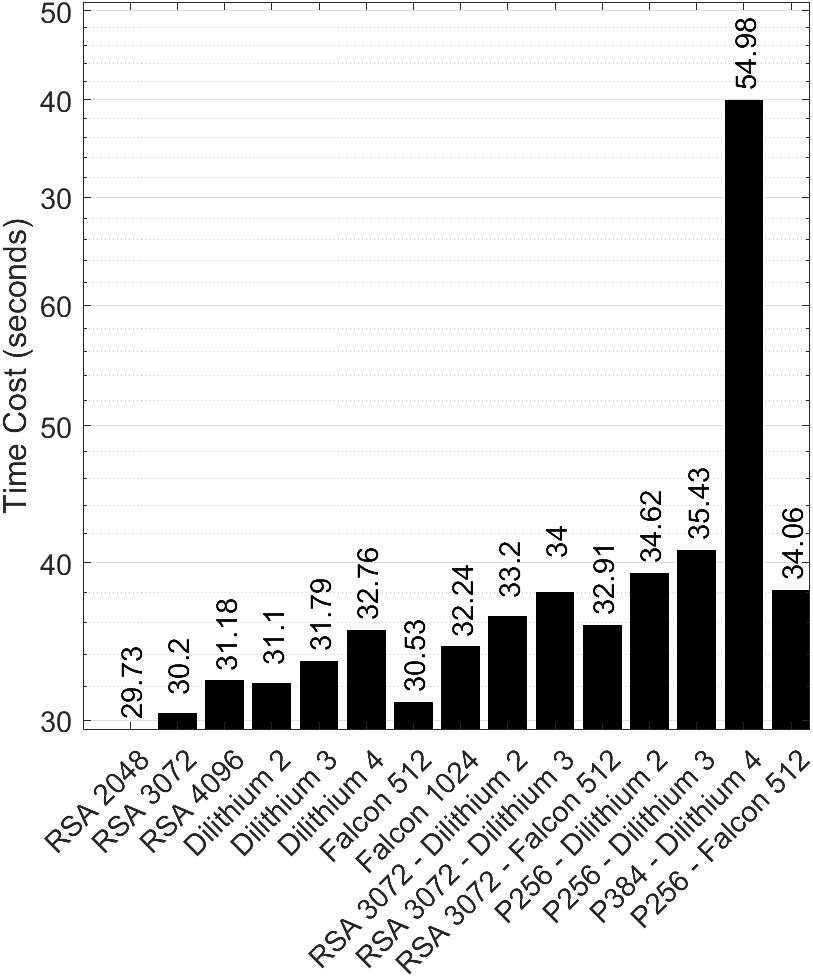 50
40
30
60
50
40
30
Time Cost (seconds)
29.73
30.2
31.18
31.1
31.79
32.76
30.53
32.24
33.2
34
32.91
34.62
35.43
54.98
34.06
RSA 2048
RSA 3072
RSA 4096
Dilithium 2
Dilithium 3
Dilithium 4
Falcon 512
Falcon 1024
RSA 3072 - Dilithium 2
RSA 3072 - Dilithium 3
RSA 3072 - Falcon 512
P256 - Dilithium 2
P256 - Dilithium 3
P384 - Dilithium 4
P256 - Falcon 512